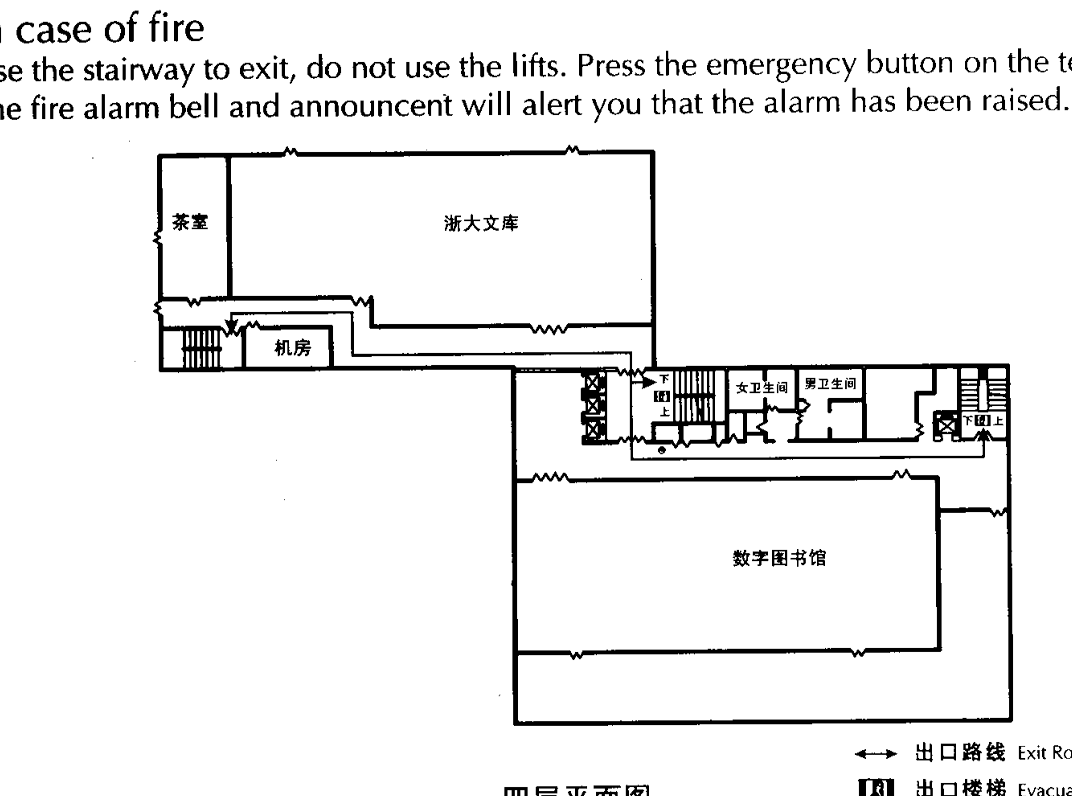 case of fire
se the stairway to exit, do not use the lifts. Press the emergency button on the te
e fire alarm bell and announcent will alert you that the alarm has been raised.
茶室
浙大文库
机房
下
上
女卫生间
男卫生间
下 上
数字图书馆
出口路线 Exit Ro
出口楼梯 Evacua
四层平面图